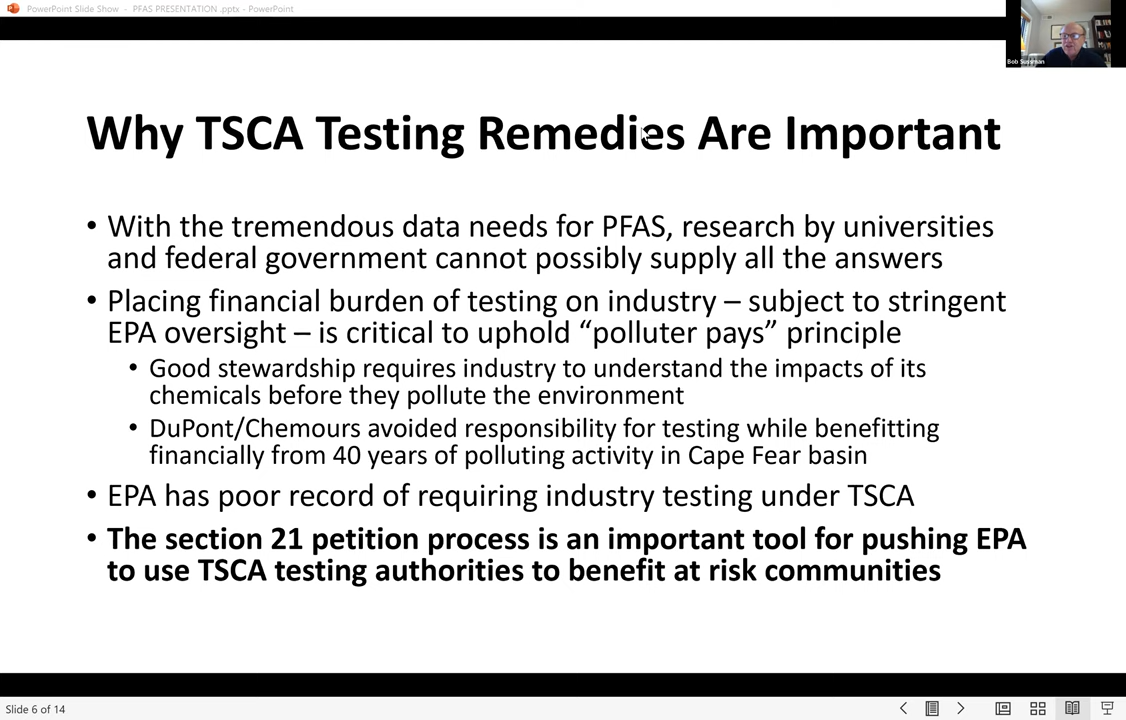 PowerPoint Slide Show - PFAS PRESENTATION .pptx - PowerPoint
Bob Sussman
Why TSCA Testing Remedies Are Important
• With the tremendous data needs for PFAS, research by universities
and federal government cannot possibly supply all the answers
• Placing financial burden of testing on industry – subject to stringent
EPA oversight – is critical to uphold “polluter pays” principle
• Good stewardship requires industry to understand the impacts of its
chemicals before they pollute the environment
• DuPont/Chemours avoided responsibility for testing while benefitting
financially from 40 years of polluting activity in Cape Fear basin
• EPA has poor record of requiring industry testing under TSCA
• The section 21 petition process is an important tool for pushing EPA
to use TSCA testing authorities to benefit at risk communities
Slide 6 of 14